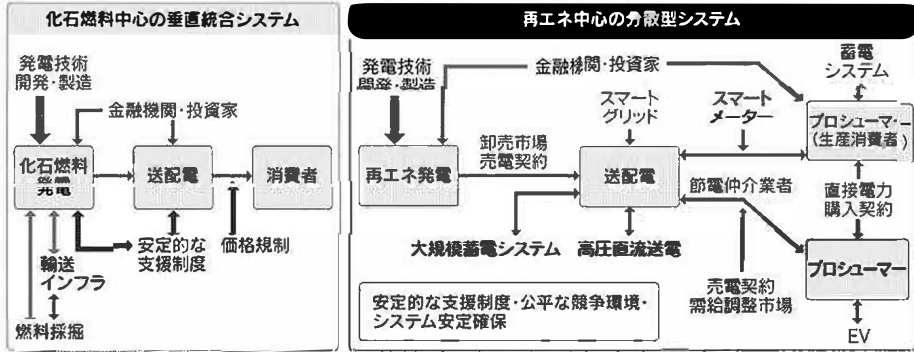 化石燃料中心の垂直統合システム
発電技術
開発・製造
金融機関・投資家
化石燃料
発電
送配電
消費者
安定的な
支援制度
価格規制
輸送
インフラ
燃料採掘
再エネ中心の分散型システム
発電技術
開発・製造
金融機関・投資家
蓄電
システム
スマート
グリッド
スマート
メーター
プロシューマー
(生産消費者)
卸売市場
売電契約
再エネ発電
送配電
節電仲介業者
直接電力
購入契約
大規模蓄電システム
高圧直流送電
プロシューマー
売電契約
需給調整市場
安定的な支援制度・公平な競争環境・
システム安定確保
EV